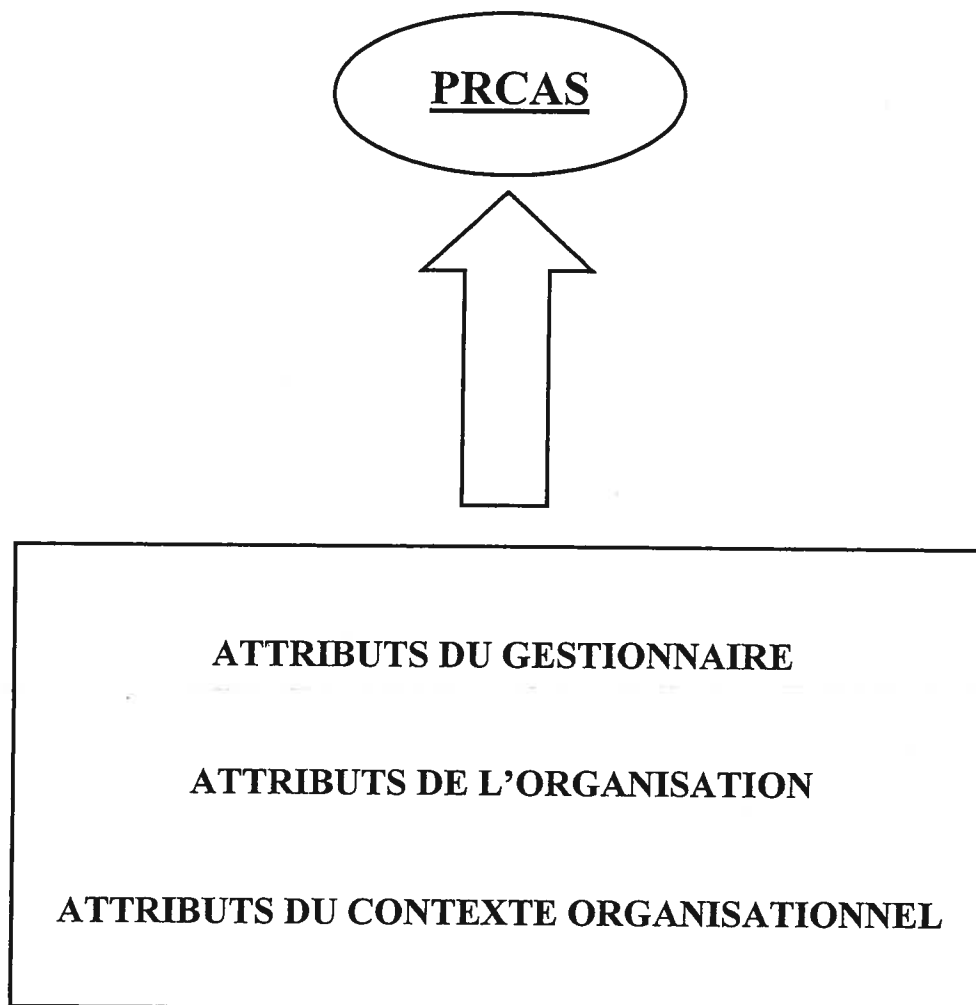 PRCAS
ATTRIBUTS DU GESTIONNAIRE
ATTRIBUTS DE L'ORGANISATION
ATTRIBUTS DU CONTEXTE ORGANISATIONNEL